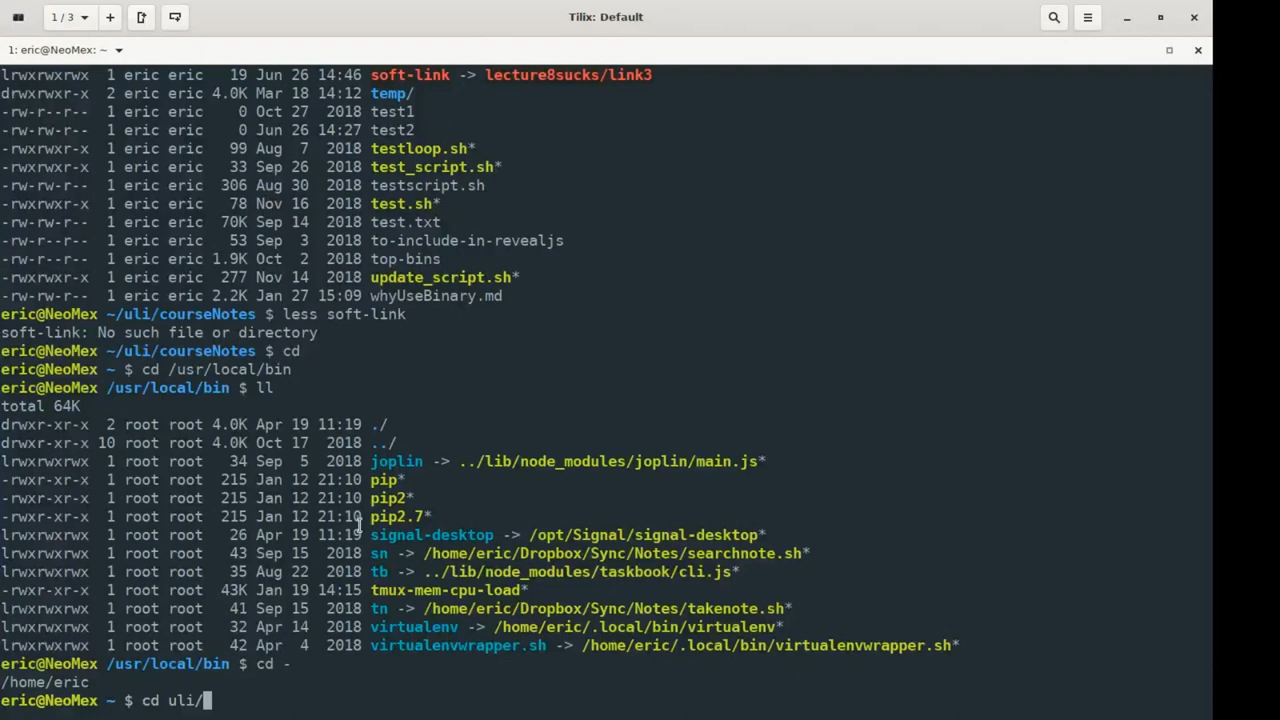 1 / 3
Tilix: Default
1: eric@NeoMex: ~
lrwxrwxrwx 1 eric eric 19 Jun 26 14:46 soft-link -> lecture8sucks/link3
drwxrwxr-x 2 eric eric 4.0K Mar 18 14:12 temp/
-rw-r--r-- 1 eric eric 0 Oct 27 2018 test1
-rw-rw-r-- 1 eric eric 0 Jun 26 14:27 test2
-rwxrwxr-x 1 eric eric 99 Aug 7 2018 testloop.sh*
-rwxrwxr-x 1 eric eric 33 Sep 26 2018 test_script.sh*
-rw-rw-r-- 1 eric eric 306 Aug 30 2018 testscript.sh
-rwxrwxr-x 1 eric eric 78 Nov 16 2018 test.sh*
-rw-rw-r-- 1 eric eric 70K Sep 14 2018 test.txt
-rw-rw-r-- 1 eric eric 53 Sep 3 2018 to-include-in-revealjs
-rw-rw-r-- 1 eric eric 1.9K Oct 2 2018 top-bins
-rwxrwxr-x 1 eric eric 277 Nov 14 2018 update_script.sh*
-rw-rw-r-- 1 eric eric 2.2K Jan 27 15:09 whyUseBinary.md
eric@NeoMex ~/uli/courseNotes $ less soft-link
soft-link: No such file or directory
eric@NeoMex ~/uli/courseNotes $ cd
eric@NeoMex ~ $ cd /usr/local/bin
eric@NeoMex /usr/local/bin $ ll
total 64K
drwxr-xr-x 2 root root 4.0K Apr 19 11:19 ./
drwxr-xr-x 10 root root 4.0K Oct 17 2018 ../
lrwxrwxrwx 1 root root 34 Sep 5 2018 joplin -> ../lib/node_modules/joplin/main.js*
-rwxr-xr-x 1 root root 215 Jan 12 21:10 pip*
-rwxr-xr-x 1 root root 215 Jan 12 21:10 pip2*
-rwxr-xr-x 1 root root 215 Jan 12 21:10 pip2.7*
lrwxrwxrwx 1 root root 26 Apr 19 11:19 signal-desktop -> /opt/Signal/signal-desktop*
lrwxrwxrwx 1 root root 43 Sep 15 2018 sn -> /home/eric/Dropbox/Sync/Notes/searchnote.sh*
lrwxrwxrwx 1 root root 35 Aug 22 2018 tb -> ../lib/node_modules/taskbook/cli.js*
-rwxr-xr-x 1 root root 43K Jan 19 14:15 tmux-mem-cpu-load*
lrwxrwxrwx 1 root root 41 Sep 15 2018 tn -> /home/eric/Dropbox/Sync/Notes/takenote.sh*
lrwxrwxrwx 1 root root 32 Apr 14 2018 virtualenv -> /home/eric/.local/bin/virtualenv*
lrwxrwxrwx 1 root root 42 Apr 4 2018 virtualenvwrapper.sh -> /home/eric/.local/bin/virtualenvwrapper.sh*
eric@NeoMex /usr/local/bin $ cd -
/home/eric
eric@NeoMex ~ $ cd uli/